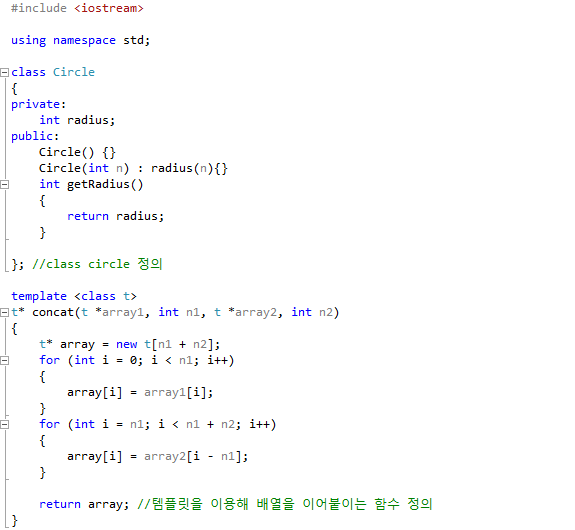 #include <iostream>
using namespace std;
class Circle
{
private:
int radius;
public:
Circle() {}
Circle(int n) : radius(n){}
int getRadius()
{
return radius;
}
}; //class circle 정의
template <class t>
t* concat(t *array1, int n1, t *array2, int n2)
{
t* array = new t[n1 + n2];
for (int i = 0; i < n1; i++)
{
array[i] = array1[i];
}
for (int i = n1; i < n1 + n2; i++)
{
array[i] = array2[i - n1];
}
return array; //템플릿을 이용해 배열을 이어붙이는 함수 정의
}